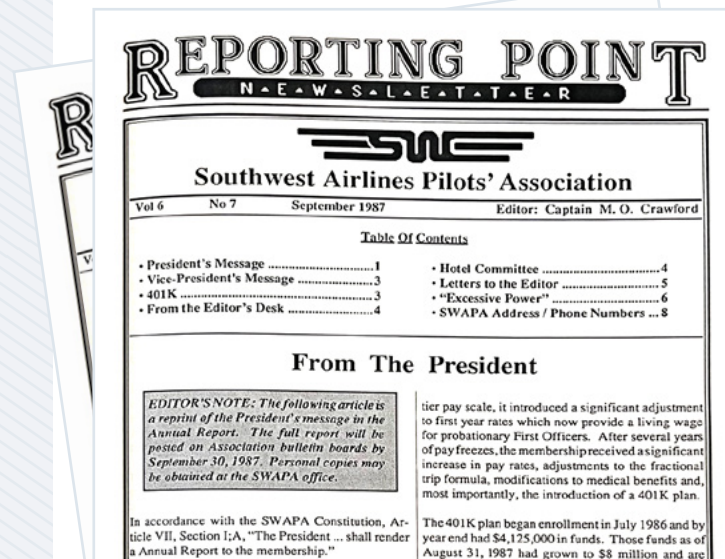 REPORTING POINT
N-E-W-S-L-E-T-T-E-R
SWC
Southwest Airlines Pilots' Association
Vol 6 No 7 September 1987 Editor: Captain M. O. Crawford
Table Of Contents
• President's Message ............................1
• Vice-President's Message ....................3
• 401K ..................................................3
• From the Editor's Desk .......................4
• Hotel Committee .............................4
• Letters to the Editor .........................5
• "Excessive Power" ............................6
• SWAPA Address / Phone Numbers ... 8
From The President
EDITOR'S NOTE: The following article is
a reprint of the President's message in the
Annual Report. The full report will be
posted on Association bulletin boards by
September 30, 1987. Personal copies may
be obtained at the SWAPA office.
In accordance with the SWAPA Constitution, Ar-
ticle VII, Section I;A, "The President ... shall render
a Annual Report to the membership."
tier pay scale, it introduced a significant adjustment
to first year rates which now provide a living wage
for probationary First Officers. After several years
of pay freezes, the membership received a significant
increase in pay rates, adjustments to the fractional
trip formula, modifications to medical benefits and,
most importantly, the introduction of a 401K plan.
The 401K plan began enrollment in July 1986 and by
year end had $4,125,000 in funds. Those funds as of
August 31, 1987 had grown to $8 million and are
R
V